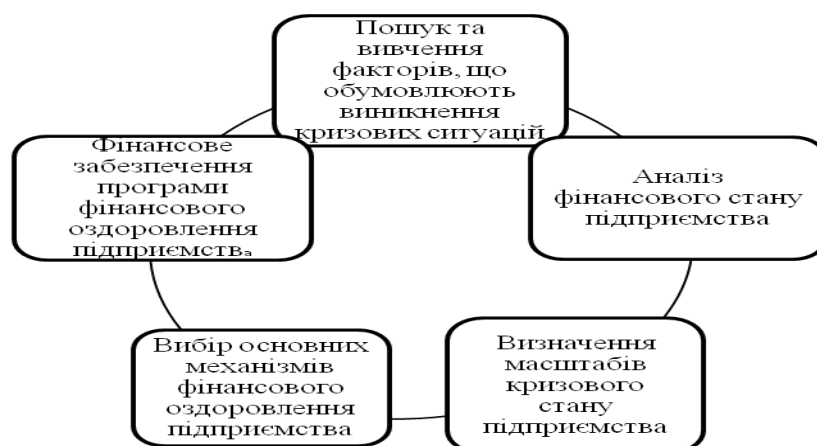 Пошук та
вивчення
факторів, що
обумовлюють
виникнення
кризових ситуацій
Аналіз
фінансового стану
підприємства
Визначення
масштабів
кризового
стану
підприємства
Вибір основних
механізмів
фінансового
оздоровлення
підприємства
Фінансове
забезпечення
програми
фінансового
оздоровлення
підприємства